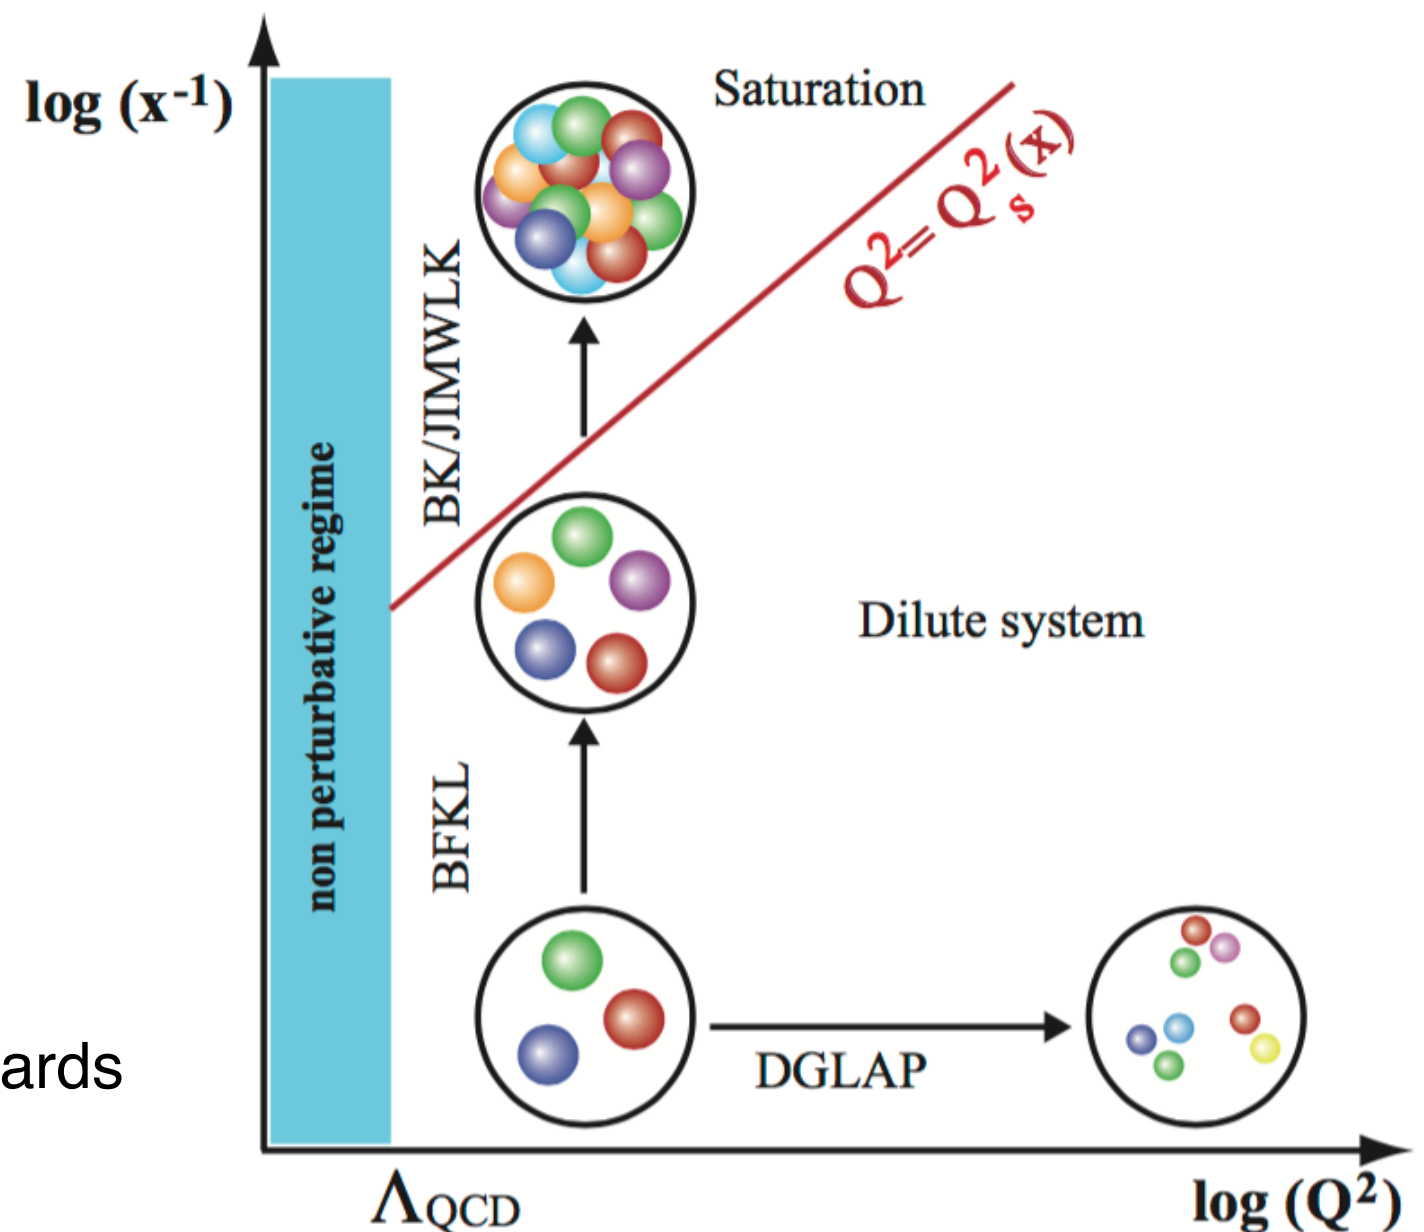 log (x⁻¹)
Saturation
Q²=Q²ₛ(x)
BK/JIMWLK
non perturbative regime
Dilute system
BFKL
ards
DGLAP
ΛQCD
log (Q²)